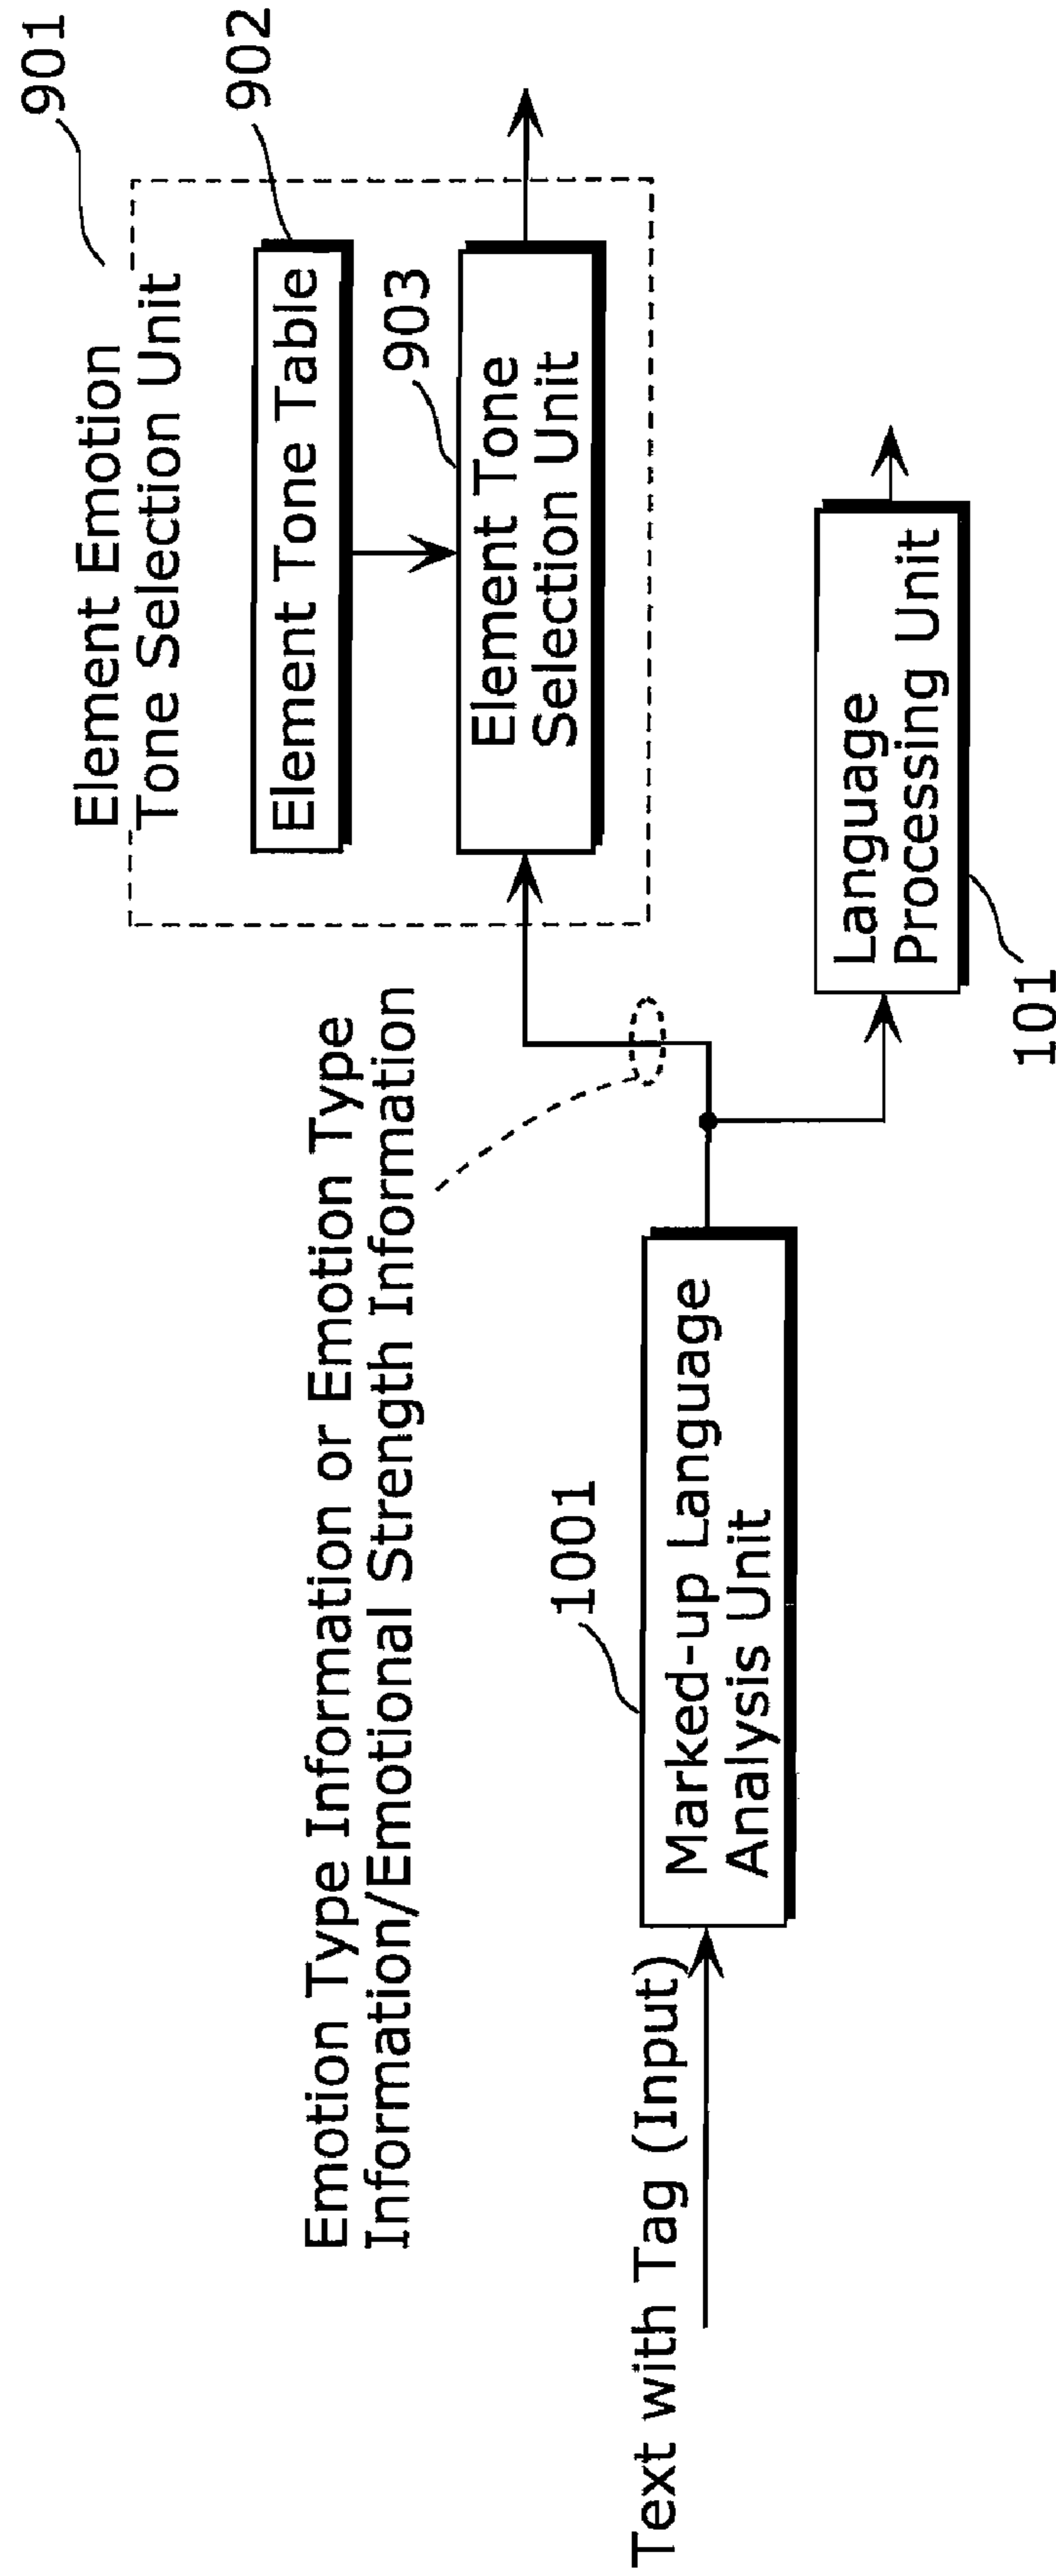 901
Element Emotion
Tone Selection Unit
902
Element Tone Table
903
Element Tone
Selection Unit
Emotion Type Information or Emotion Type
Information/Emotional Strength Information
1001
Marked-up Language
Analysis Unit
Text with Tag (Input)
Language
Processing Unit
101